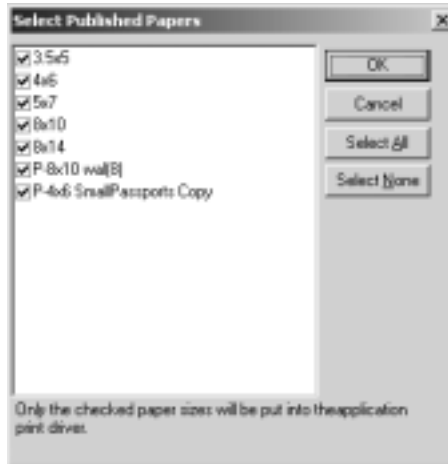 Select Published Papers
3.5x5
4x6
5x7
8x10
8x14
P-8x10 wal(8)
P-4x6 SmallPassports Copy
OK
Cancel
Select All
Select None
Only the checked paper sizes will be put into theapplication
print driver.